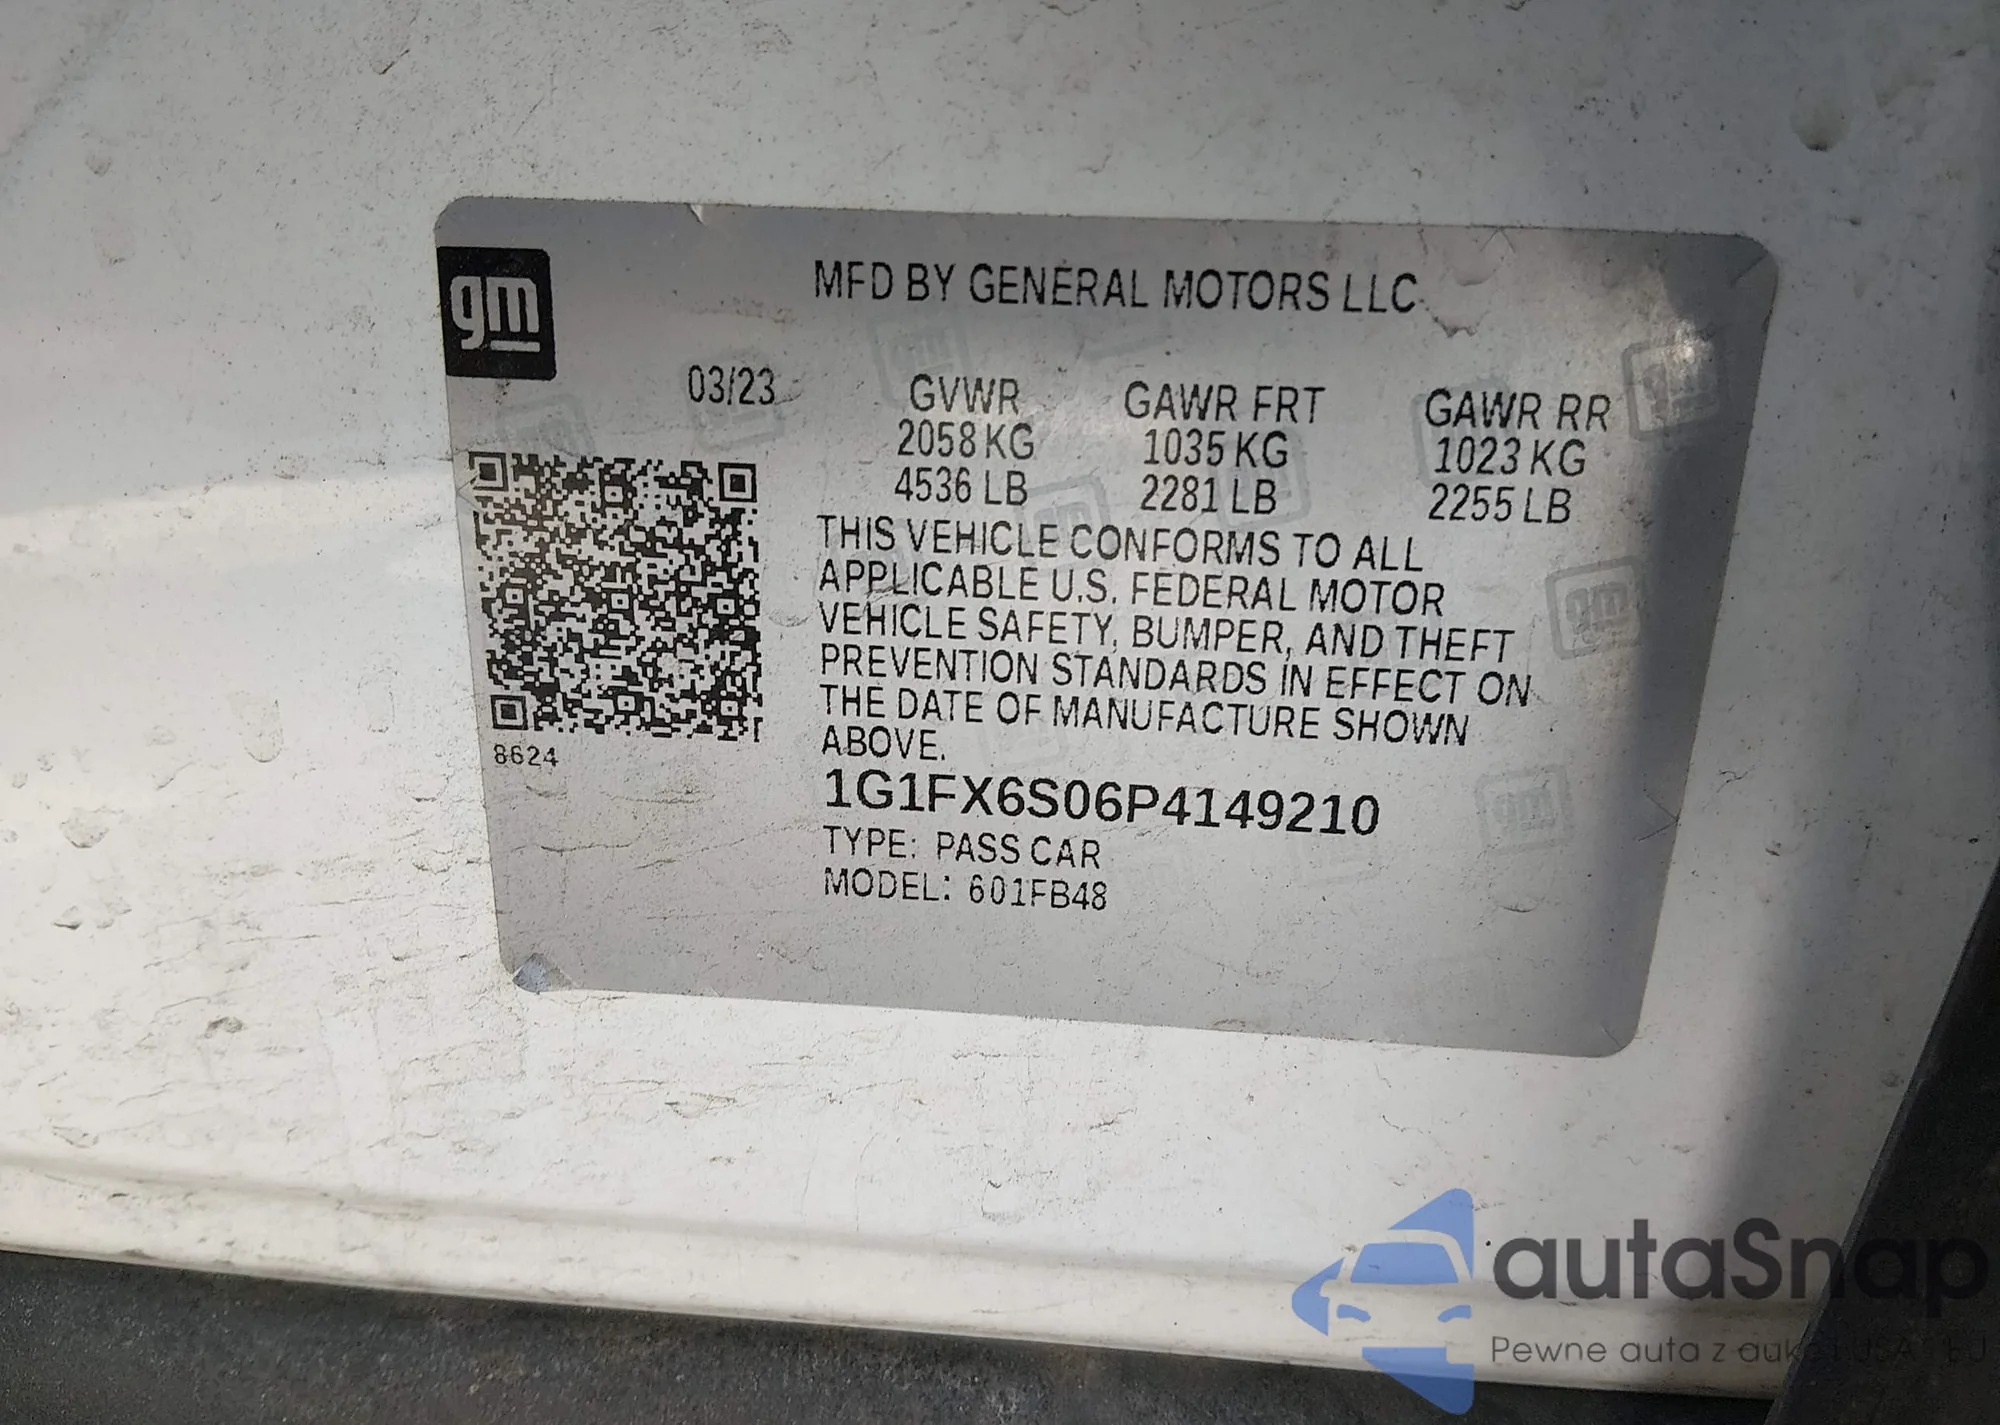 gm
MFD BY GENERAL MOTORS LLC
03/23
GVWR
2058 KG
4536 LB
GAWR FRT
1035 KG
2281 LB
GAWR RR
1023 KG
2255 LB
THIS VEHICLE CONFORMS TO ALL
APPLICABLE U.S. FEDERAL MOTOR
VEHICLE SAFETY, BUMPER, AND THEFT
PREVENTION STANDARDS IN EFFECT ON
THE DATE OF MANUFACTURE SHOWN
ABOVE.
8624
1G1FX6S06P4149210
TYPE: PASS CAR
MODEL: 601FB48
autaSnap
Pewne auta z aukcji USA i EU